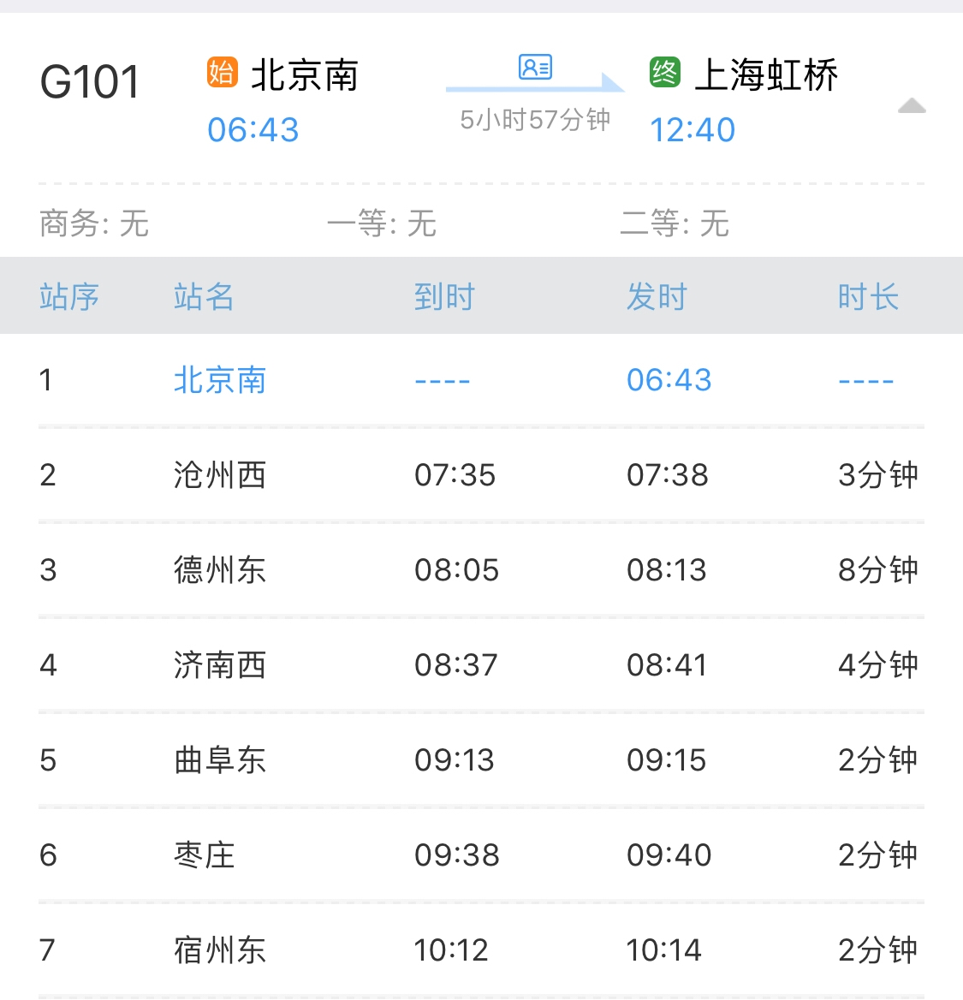 G101 始 北京南 终 上海虹桥
06:43 5小时57分钟 12:40
商务: 无 一等: 无 二等: 无
站序 站名 到时 发时 时长
1 北京南 ---- 06:43 ----
2 沧州西 07:35 07:38 3分钟
3 德州东 08:05 08:13 8分钟
4 济南西 08:37 08:41 4分钟
5 曲阜东 09:13 09:15 2分钟
6 枣庄 09:38 09:40 2分钟
7 宿州东 10:12 10:14 2分钟